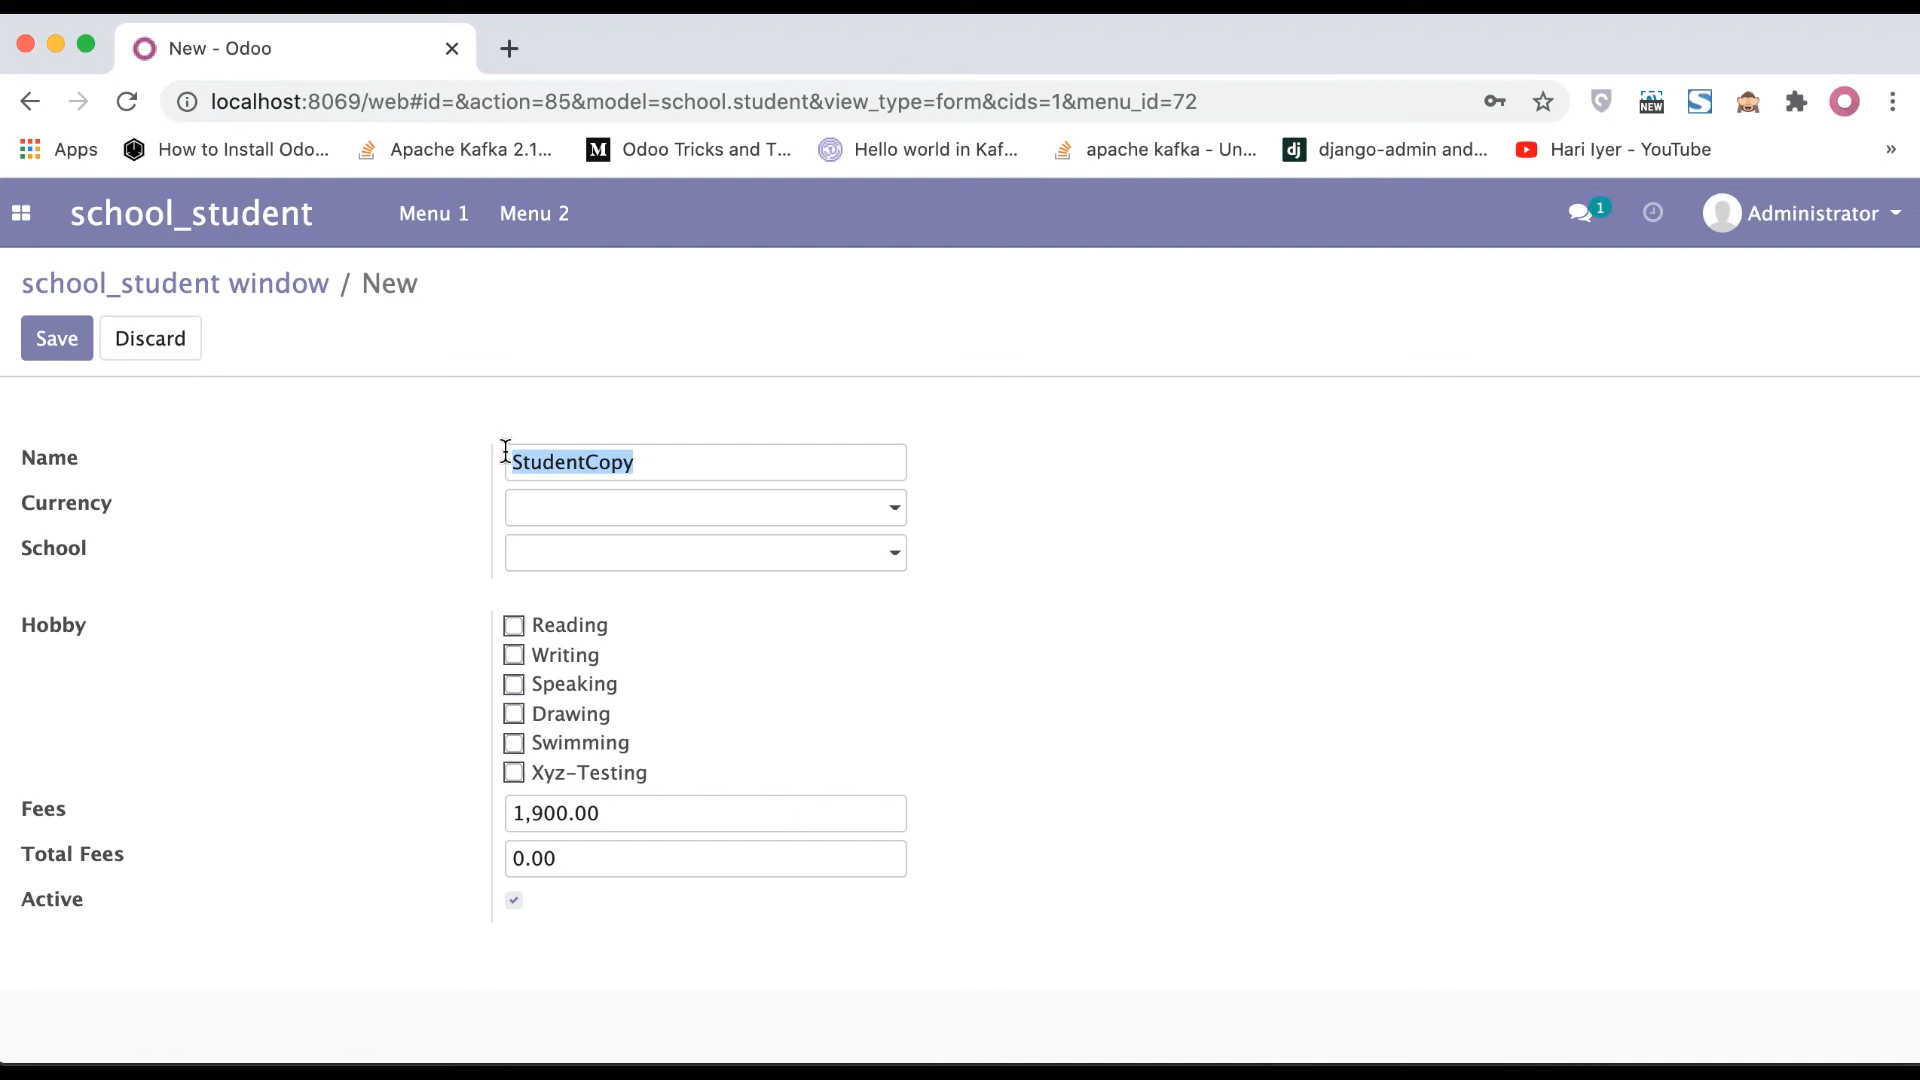 New - Odoo
localhost:8069/web#id=&action=85&model=school.student&view_type=form&cids=1&menu_id=72
NEW
Apps How to Install Odo... Apache Kafka 2.1... M Odoo Tricks and T... Hello world in Kaf... apache kafka - Un... dj django-admin and... Hari Iyer - YouTube »
school_student Menu 1 Menu 2 1 Administrator
school_student window / New
Save Discard
Name StudentCopy
Currency
School
Hobby Reading
Writing
Speaking
Drawing
Swimming
Xyz-Testing
Fees 1,900.00
Total Fees 0.00
Active